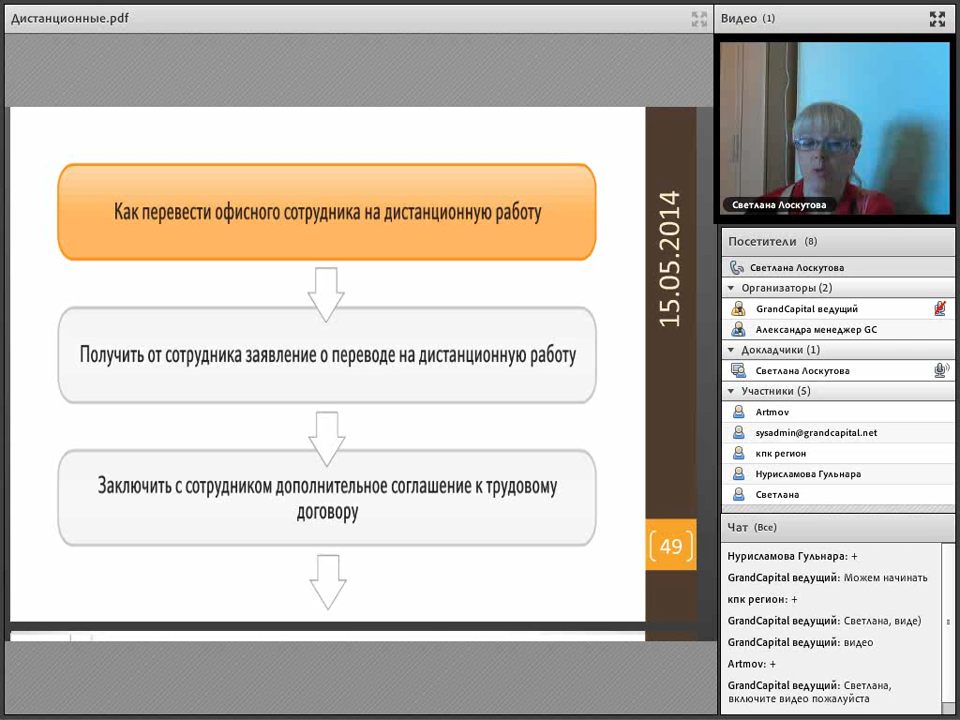 Дистанционные.pdf
Как перевести офисного сотрудника на дистанционную работу
Получить от сотрудника заявление о переводе на дистанционную работу
Заключить с сотрудником дополнительное соглашение к трудовому
договору
15.05.2014
49
Видео (1)
Светлана Лоскутова
Посетители (8)
Светлана Лоскутова
Организаторы (2)
GrandCapital ведущий
Александра менеджер GC
Докладчики (1)
Светлана Лоскутова
Участники (5)
Artmov
sysadmin@grandcapital.net
кпк регион
Нурисламова Гульнара
Светлана
Чат (Все)
Нурисламова Гульнара: +
GrandCapital ведущий: Можем начинать
кпк регион: +
GrandCapital ведущий: Светлана, виде)
GrandCapital ведущий: видео
Artmov: +
GrandCapital ведущий: Светлана,
включите видео пожалуйста